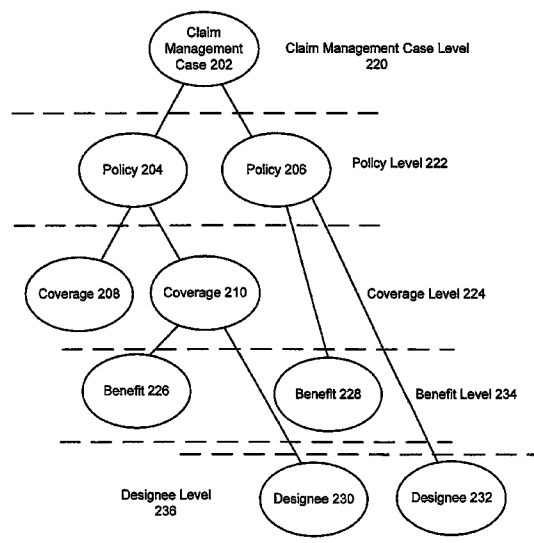 Claim
Management
Case 202
Claim Management Case Level
220
Policy 204
Policy 206
Policy Level 222
Coverage 208
Coverage 210
Coverage Level 224
Benefit 226
Benefit 228
Benefit Level 234
Designee Level
236
Designee 230
Designee 232